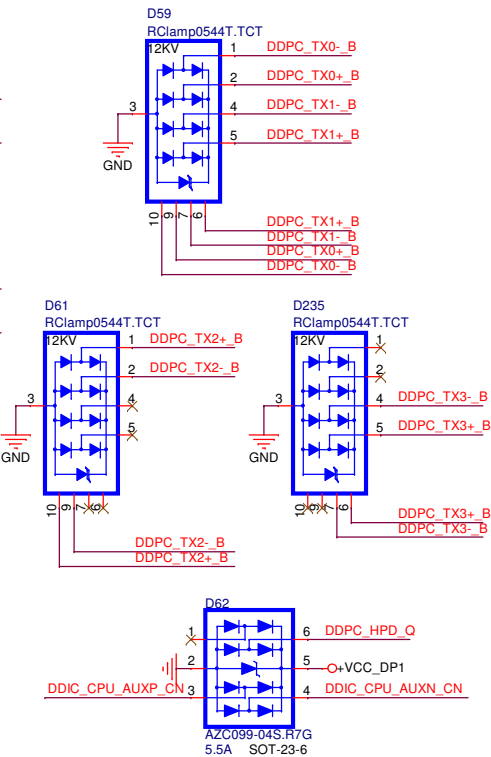 D59
RClamp0544T.TCT
12KV
1 DDPC_TX0-_B
2 DDPC_TX0+_B
3 4 DDPC_TX1-_B
5 DDPC_TX1+_B
GND
10 9 7 6
DDPC_TX1+_B
DDPC_TX1-_B
DDPC_TX0+_B
DDPC_TX0-_B
D61
RClamp0544T.TCT
12KV
1 DDPC_TX2+_B
2 DDPC_TX2-_B
3 4
5
GND
10 9 7 6
DDPC_TX2-_B
DDPC_TX2+_B
D235
RClamp0544T.TCT
12KV
1
2
3 4 DDPC_TX3-_B
5 DDPC_TX3+_B
GND
10 9 7 6
DDPC_TX3+_B
DDPC_TX3-_B
D62
1 6 DDPC_HPD_Q
2 5 +VCC_DP1
DDIC_CPU_AUXP_CN 3 4 DDIC_CPU_AUXN_CN
AZC099-04S.R7G
5.5A SOT-23-6